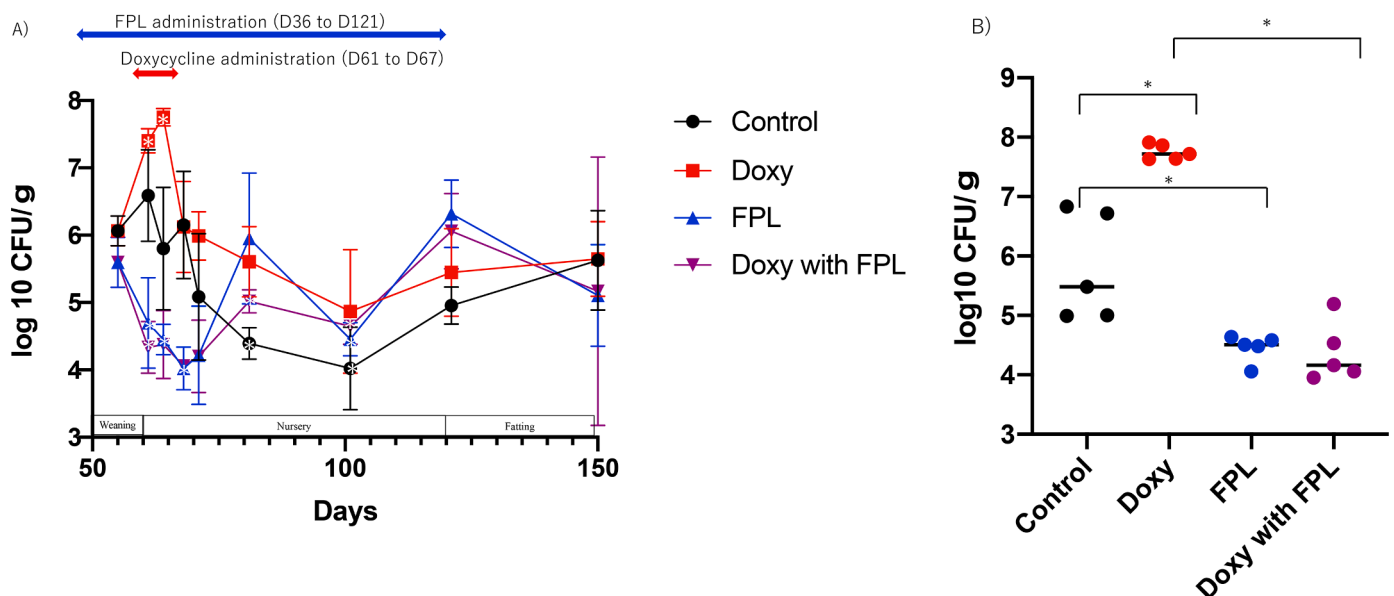 A)
FPL administration (D36 to D121)
Doxycycline administration (D61 to D67)
log 10 CFU/ g
8
7
6
5
4
3
Weaning
Nursery
Fatting
50
100
150
Days
Control
Doxy
FPL
Doxy with FPL
B)
*
*
*
log10 CFU/ g
9
8
7
6
5
4
3
Control
Doxy
FPL
Doxy with FPL